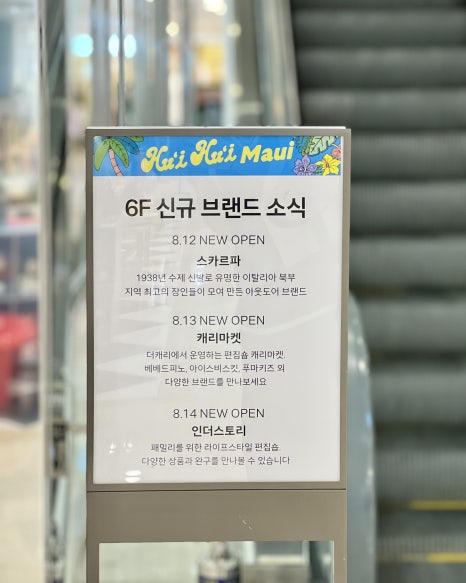 Hu'i Hu'i Maui
6F 신규 브랜드 소식
8.12 NEW OPEN
스카르파
1938년 수제 신발로 유명한 이탈리아 북부
지역 최고의 장인들이 모여 만든 아웃도어 브랜드
8.13 NEW OPEN
캐리마켓
더캐리에서 운영하는 편집숍 캐리마켓,
베베드피노, 아이스비스킷, 푸마키즈 외
다양한 브랜드를 만나보세요
8.14 NEW OPEN
인더스토리
패밀리를 위한 라이프스타일 편집숍,
다양한 상품과 완구를 만나볼 수 있습니다